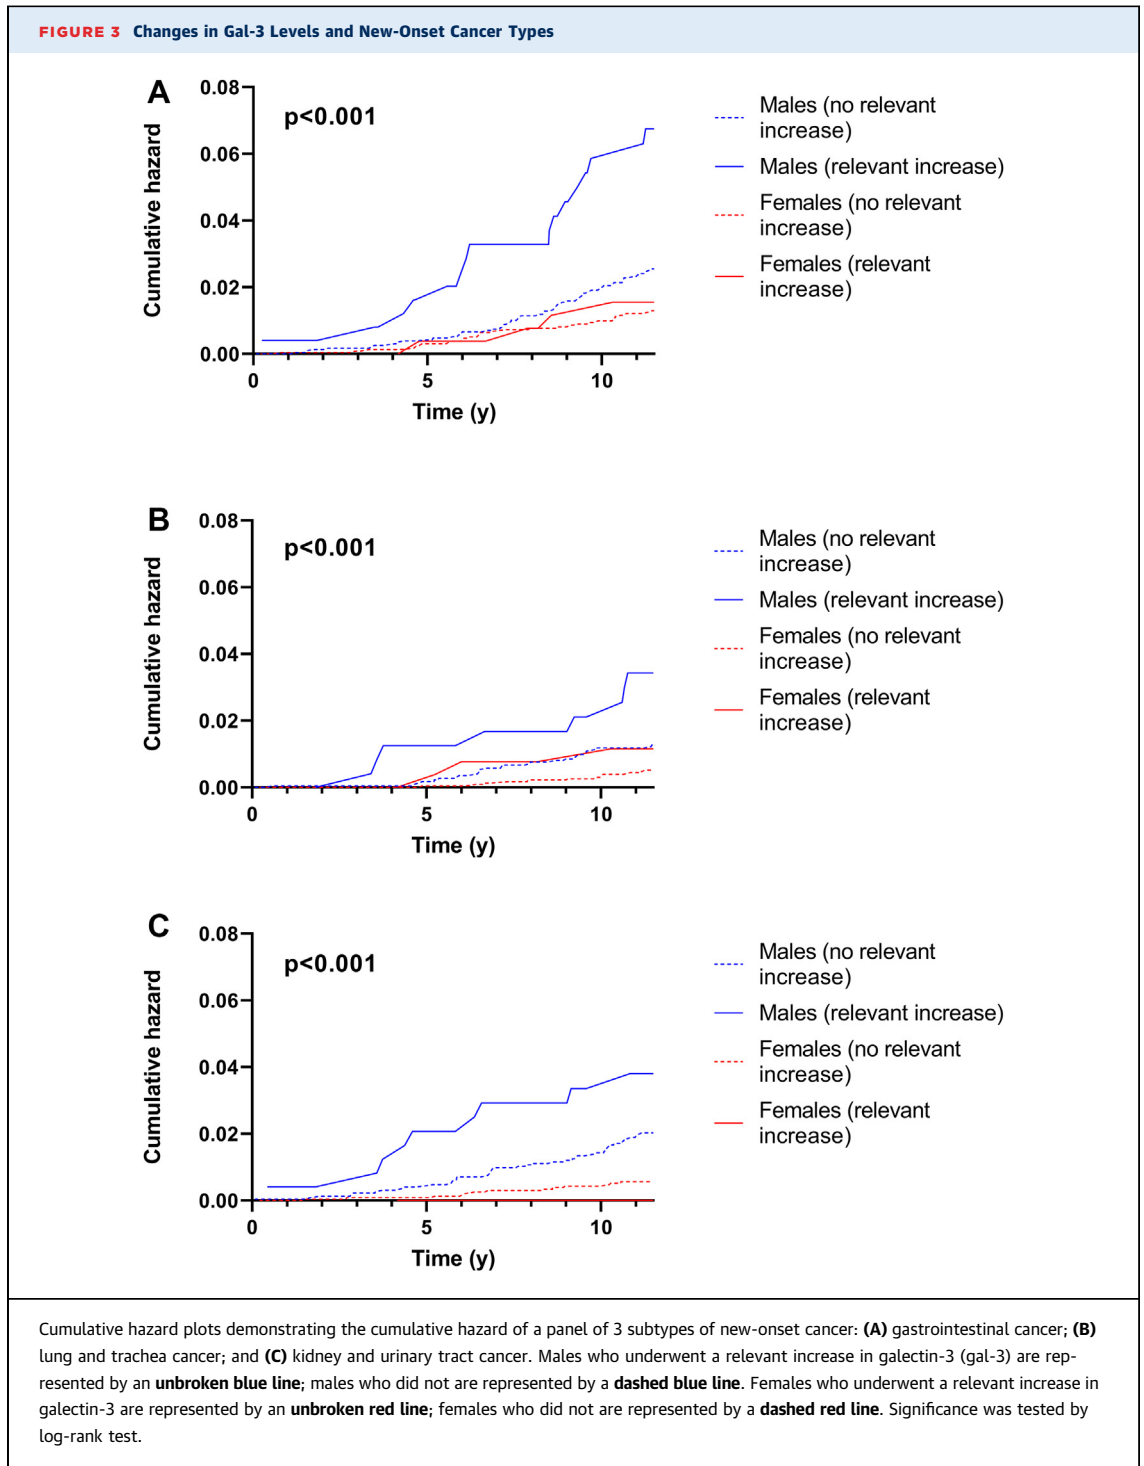 FIGURE 3 Changes in Gal-3 Levels and New-Onset Cancer Types
A
0.08
0.06
0.04
0.02
0.00
Cumulative hazard
p<0.001
0
5
10
Time (y)
Males (no relevant
increase)
Males (relevant increase)
Females (no relevant
increase)
Females (relevant
increase)
B
0.08
0.06
0.04
0.02
0.00
Cumulative hazard
p<0.001
0
5
10
Time (y)
Males (no relevant
increase)
Males (relevant increase)
Females (no relevant
increase)
Females (relevant
increase)
C
0.08
0.06
0.04
0.02
0.00
Cumulative hazard
p<0.001
0
5
10
Time (y)
Males (no relevant
increase)
Males (relevant increase)
Females (no relevant
increase)
Females (relevant
increase)
Cumulative hazard plots demonstrating the cumulative hazard of a panel of 3 subtypes of new-onset cancer: (A) gastrointestinal cancer; (B)
lung and trachea cancer; and (C) kidney and urinary tract cancer. Males who underwent a relevant increase in galectin-3 (gal-3) are rep-
resented by an unbroken blue line; males who did not are represented by a dashed blue line. Females who underwent a relevant increase in
galectin-3 are represented by an unbroken red line; females who did not are represented by a dashed red line. Significance was tested by
log-rank test.